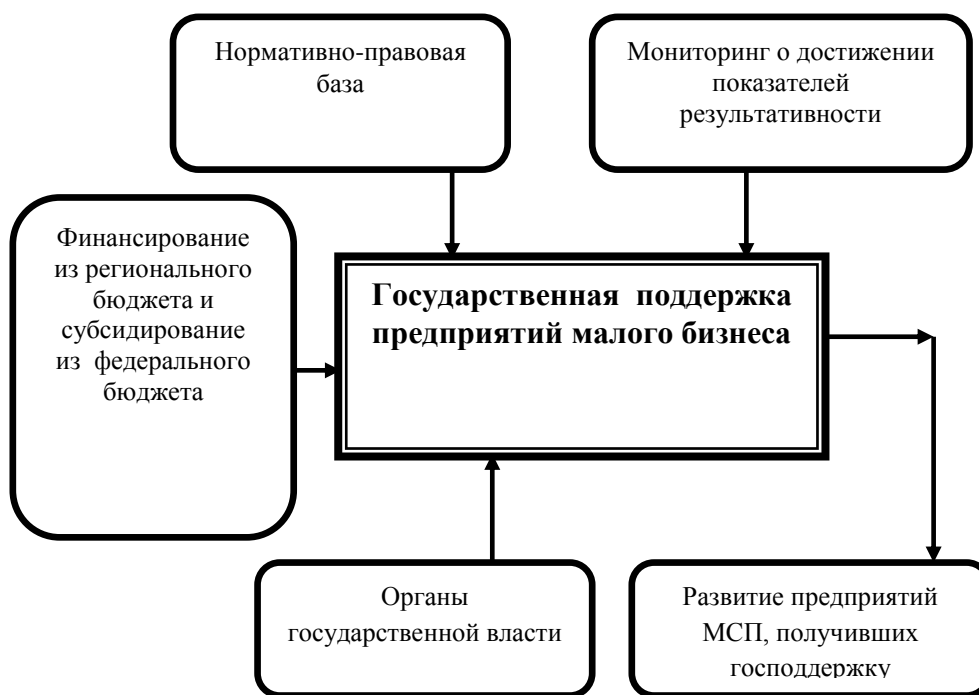 Нормативно-правовая
база
Мониторинг о достижении
показателей
результативности
Финансирование
из регионального
бюджета и
субсидирование
из федерального
бюджета
Государственная поддержка
предприятий малого бизнеса
Органы
государственной власти
Развитие предприятий
МСП, получивших
господдержку